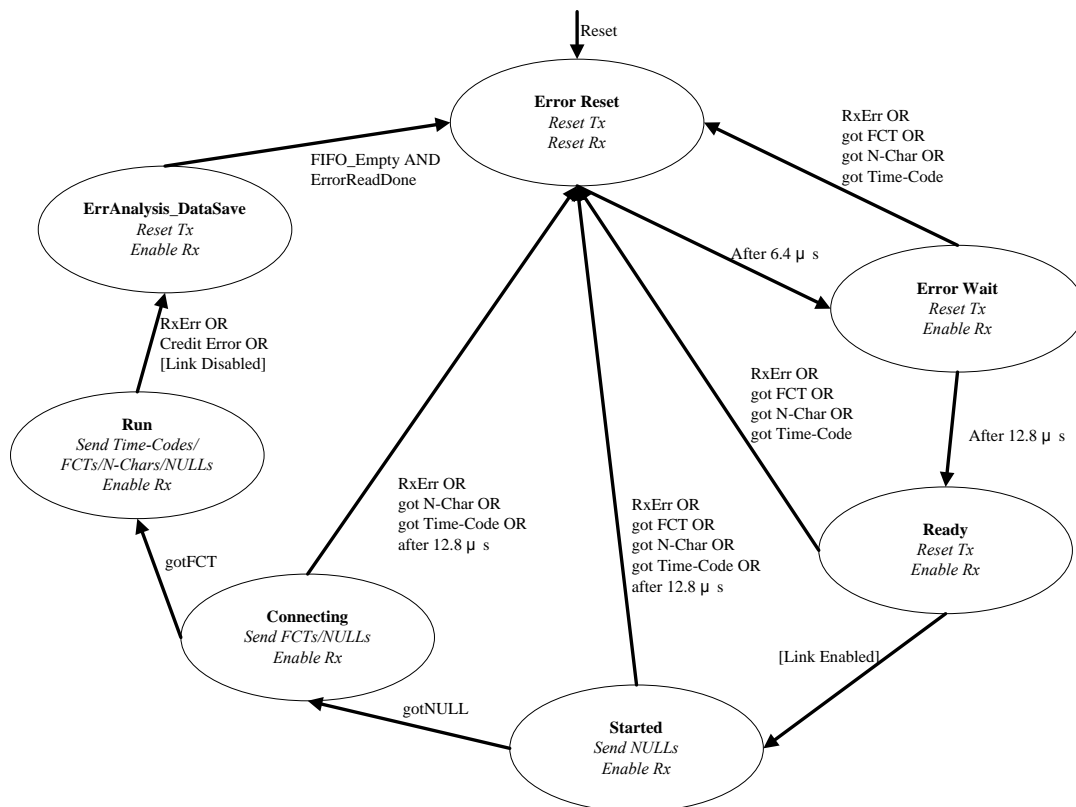 Reset
Error Reset
Reset Tx
Reset Rx
RxErr OR
got FCT OR
got N-Char OR
got Time-Code
FIFO_Empty AND
ErrorReadDone
ErrAnalysis_DataSave
Reset Tx
Enable Rx
After 6.4 μ s
Error Wait
Reset Tx
Enable Rx
RxErr OR
Credit Error OR
[Link Disabled]
RxErr OR
got FCT OR
got N-Char OR
got Time-Code
After 12.8 μ s
Run
Send Time-Codes/
FCTs/N-Chars/NULLs
Enable Rx
RxErr OR
got N-Char OR
got Time-Code OR
after 12.8 μ s
RxErr OR
got FCT OR
got N-Char OR
got Time-Code OR
after 12.8 μ s
Ready
Reset Tx
Enable Rx
gotFCT
Connecting
Send FCTs/NULLs
Enable Rx
[Link Enabled]
gotNULL
Started
Send NULLs
Enable Rx